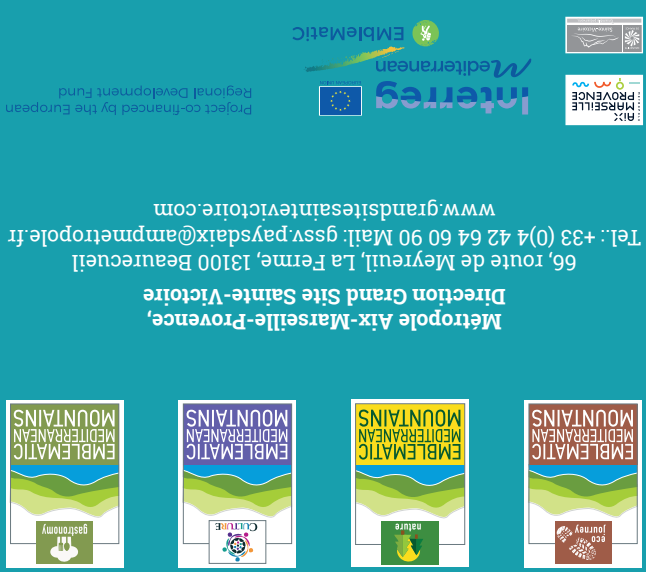 eco
journey
EMBLEMATIC
MEDITERRANEAN
MOUNTAINS
nature
EMBLEMATIC
MEDITERRANEAN
MOUNTAINS
CULTURE
EMBLEMATIC
MEDITERRANEAN
MOUNTAINS
gastronomy
EMBLEMATIC
MEDITERRANEAN
MOUNTAINS
Métropole Aix-Marseille-Provence,
Direction Grand Site Sainte-Victoire
66, route de Meyreuil, La Ferme, 13100 Beaurecueil
Tel.: +33 (0)4 42 64 60 90 Mail: gssv.paysdaix@ampmetropole.fr
www.grandsitesaintevictoire.com
AIX
MARSEILLE
PROVENCE
Sainte-Victoire
Interreg
Mediterranean
EMbleMatiC
Project co-financed by the European
Regional Development Fund